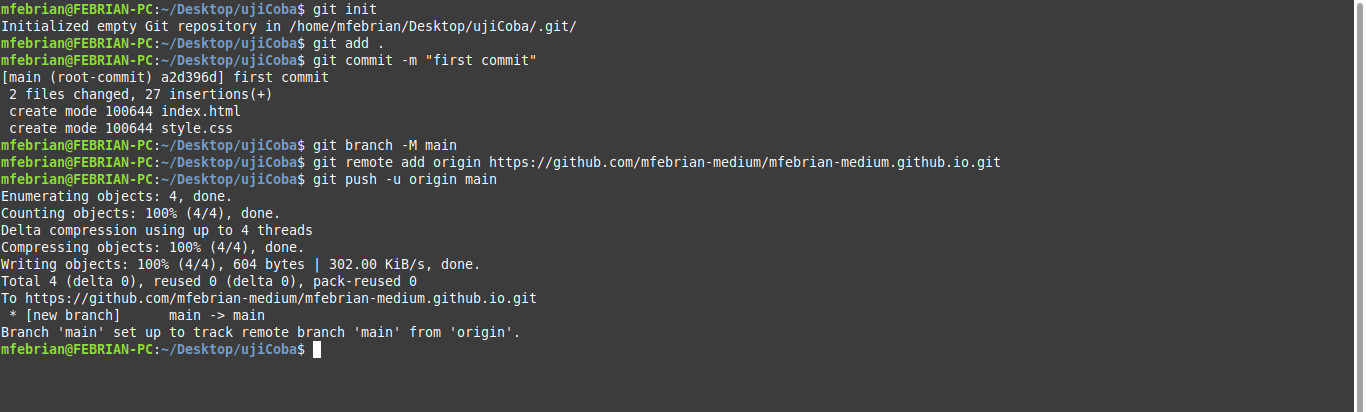 mfebrian@FEBRIAN-PC:~/Desktop/ujiCoba$ git init
Initialized empty Git repository in /home/mfebrian/Desktop/ujiCoba/.git/
mfebrian@FEBRIAN-PC:~/Desktop/ujiCoba$ git add .
mfebrian@FEBRIAN-PC:~/Desktop/ujiCoba$ git commit -m "first commit"
[main (root-commit) a2d396d] first commit
 2 files changed, 27 insertions(+)
 create mode 100644 index.html
 create mode 100644 style.css
mfebrian@FEBRIAN-PC:~/Desktop/ujiCoba$ git branch -M main
mfebrian@FEBRIAN-PC:~/Desktop/ujiCoba$ git remote add origin https://github.com/mfebrian-medium/mfebrian-medium.github.io.git
mfebrian@FEBRIAN-PC:~/Desktop/ujiCoba$ git push -u origin main
Enumerating objects: 4, done.
Counting objects: 100% (4/4), done.
Delta compression using up to 4 threads
Compressing objects: 100% (4/4), done.
Writing objects: 100% (4/4), 604 bytes | 302.00 KiB/s, done.
Total 4 (delta 0), reused 0 (delta 0), pack-reused 0
To https://github.com/mfebrian-medium/mfebrian-medium.github.io.git
 * [new branch]      main -> main
Branch 'main' set up to track remote branch 'main' from 'origin'.
mfebrian@FEBRIAN-PC:~/Desktop/ujiCoba$